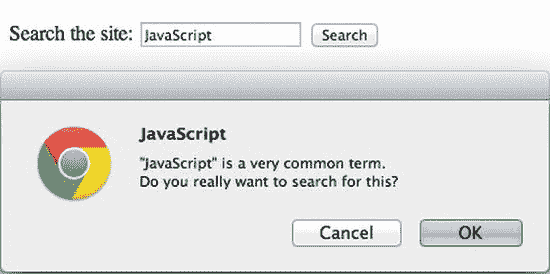 Search the site: JavaScript Search
JavaScript
"JavaScript" is a very common term.
Do you really want to search for this?
Cancel OK